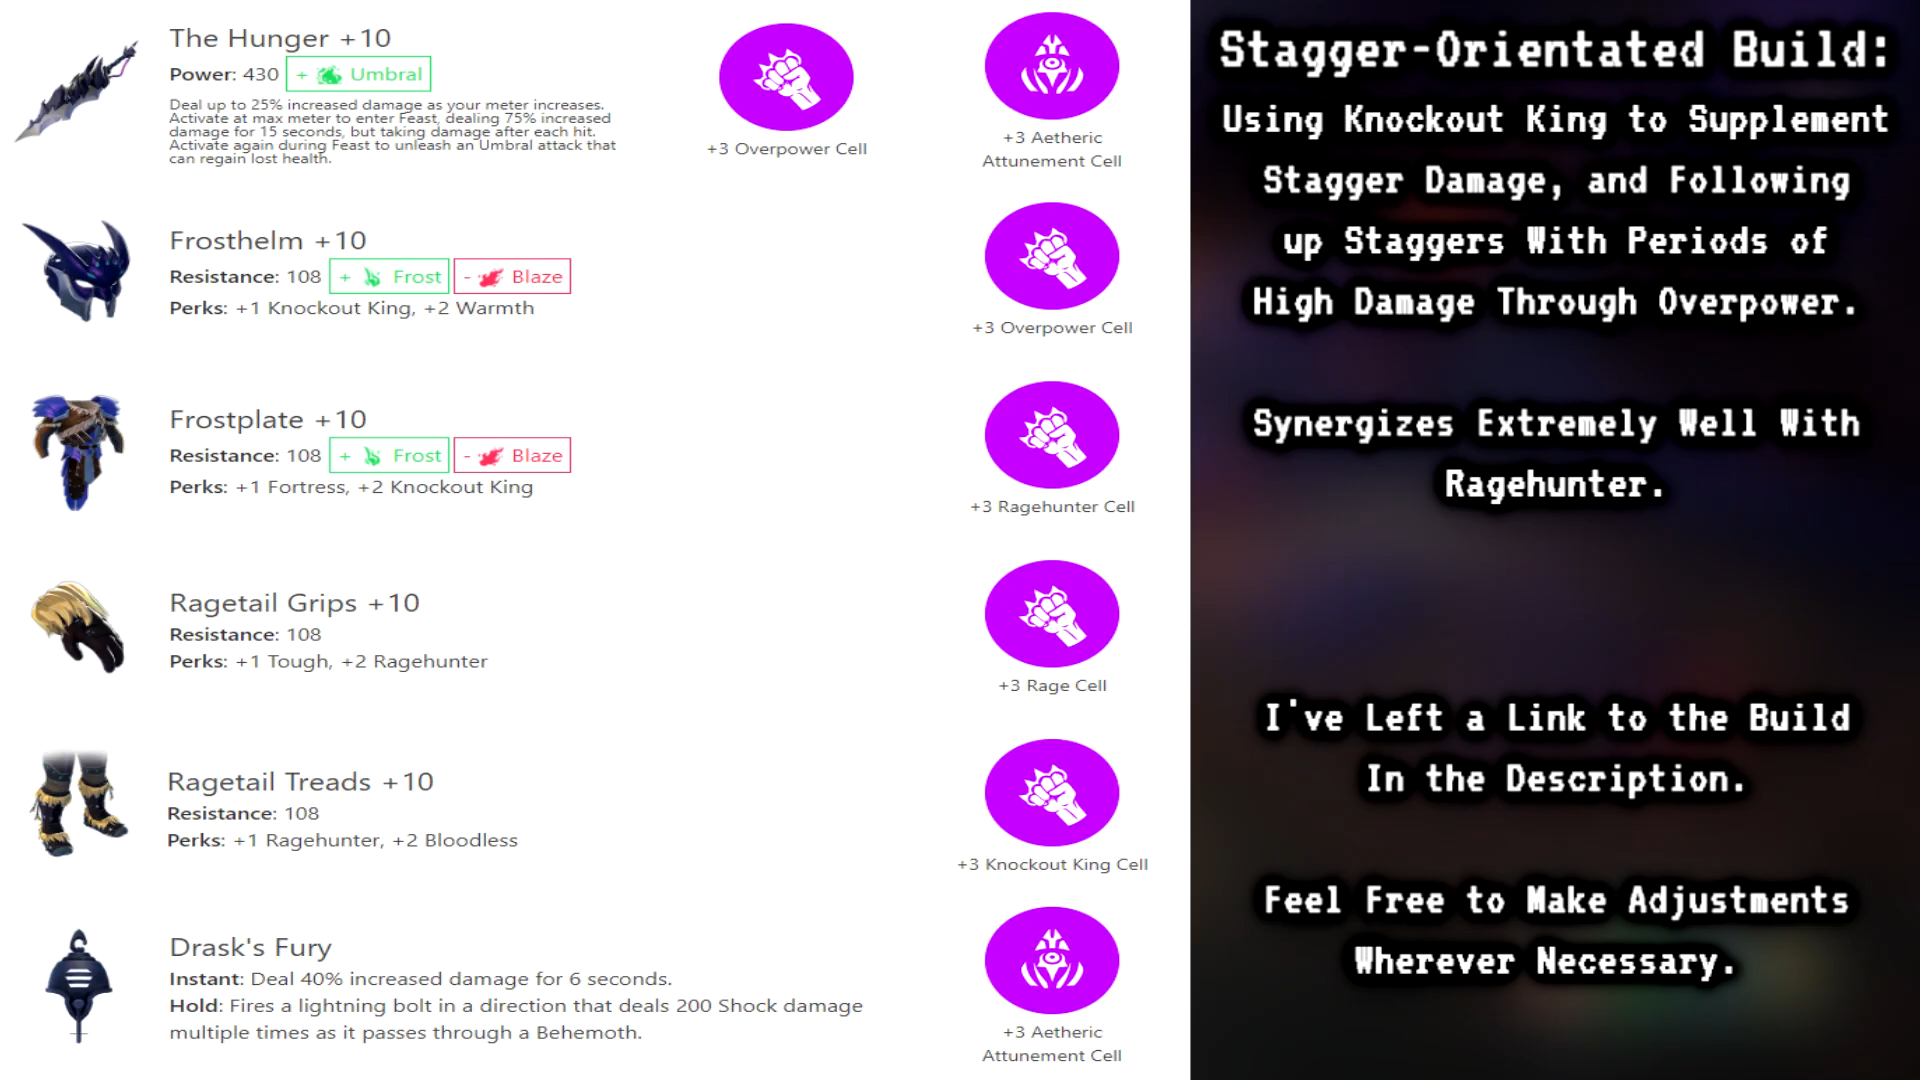 The Hunger +10
Power: 430 + Umbral
Deal up to 25% increased damage as your meter increases.
Activate at max meter to enter Feast, dealing 75% increased
damage for 15 seconds, but taking damage after each hit.
Activate again during Feast to unleash an Umbral attack that
can regain lost health.
+3 Overpower Cell
+3 Aetheric
Attunement Cell
Frosthelm +10
Resistance: 108 + Frost - Blaze
Perks: +1 Knockout King, +2 Warmth
+3 Overpower Cell
Frostplate +10
Resistance: 108 + Frost - Blaze
Perks: +1 Fortress, +2 Knockout King
+3 Ragehunter Cell
Ragetail Grips +10
Resistance: 108
Perks: +1 Tough, +2 Ragehunter
+3 Rage Cell
Ragetail Treads +10
Resistance: 108
Perks: +1 Ragehunter, +2 Bloodless
+3 Knockout King Cell
Drask's Fury
Instant: Deal 40% increased damage for 6 seconds.
Hold: Fires a lightning bolt in a direction that deals 200 Shock damage
multiple times as it passes through a Behemoth.
+3 Aetheric
Attunement Cell
Stagger-Orientated Build:
Using Knockout King to Supplement
Stagger Damage, and Following
up Staggers With Periods of
High Damage Through Overpower.
Synergizes Extremely Well With
Ragehunter.
I've Left a Link to the Build
In the Description.
Feel Free to Make Adjustments
Wherever Necessary.